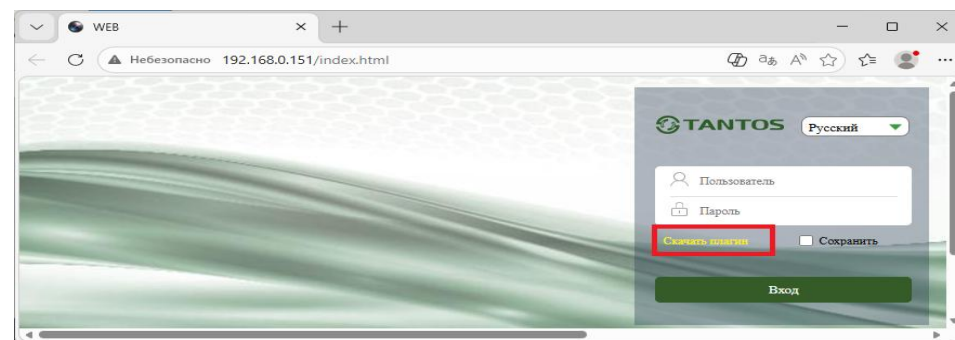 WEB
Небезопасно 192.168.0.151/index.html
TANTOS Русский
Пользователь
Пароль
Скачать плагин Сохранить
Вход